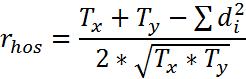 r_{hos} = \frac{T_x + T_y - \sum d_i^2}{2 * \sqrt{T_x * T_y}}